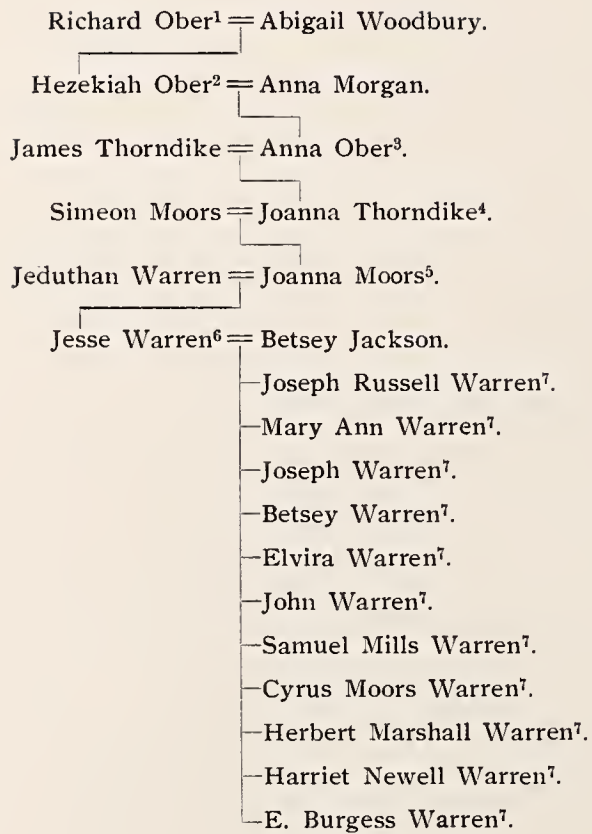 Richard Ober¹ = Abigail Woodbury.
Hezekiah Ober² = Anna Morgan.
James Thorndike = Anna Ober³.
Simeon Moors = Joanna Thorndike⁴.
Jeduthan Warren = Joanna Moors⁵.
Jesse Warren⁶ = Betsey Jackson.
Joseph Russell Warren⁷.
Mary Ann Warren⁷.
Joseph Warren⁷.
Betsey Warren⁷.
Elvira Warren⁷.
John Warren⁷.
Samuel Mills Warren⁷.
Cyrus Moors Warren⁷.
Herbert Marshall Warren⁷.
Harriet Newell Warren⁷.
E. Burgess Warren⁷.